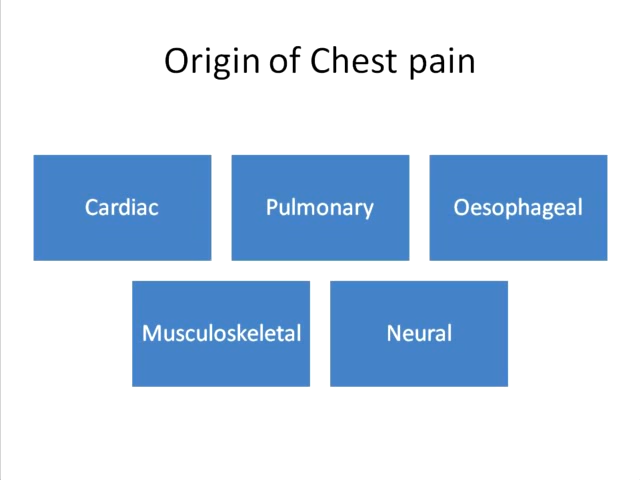 Origin of Chest pain
Cardiac
Pulmonary
Oesophageal
Musculoskeletal
Neural